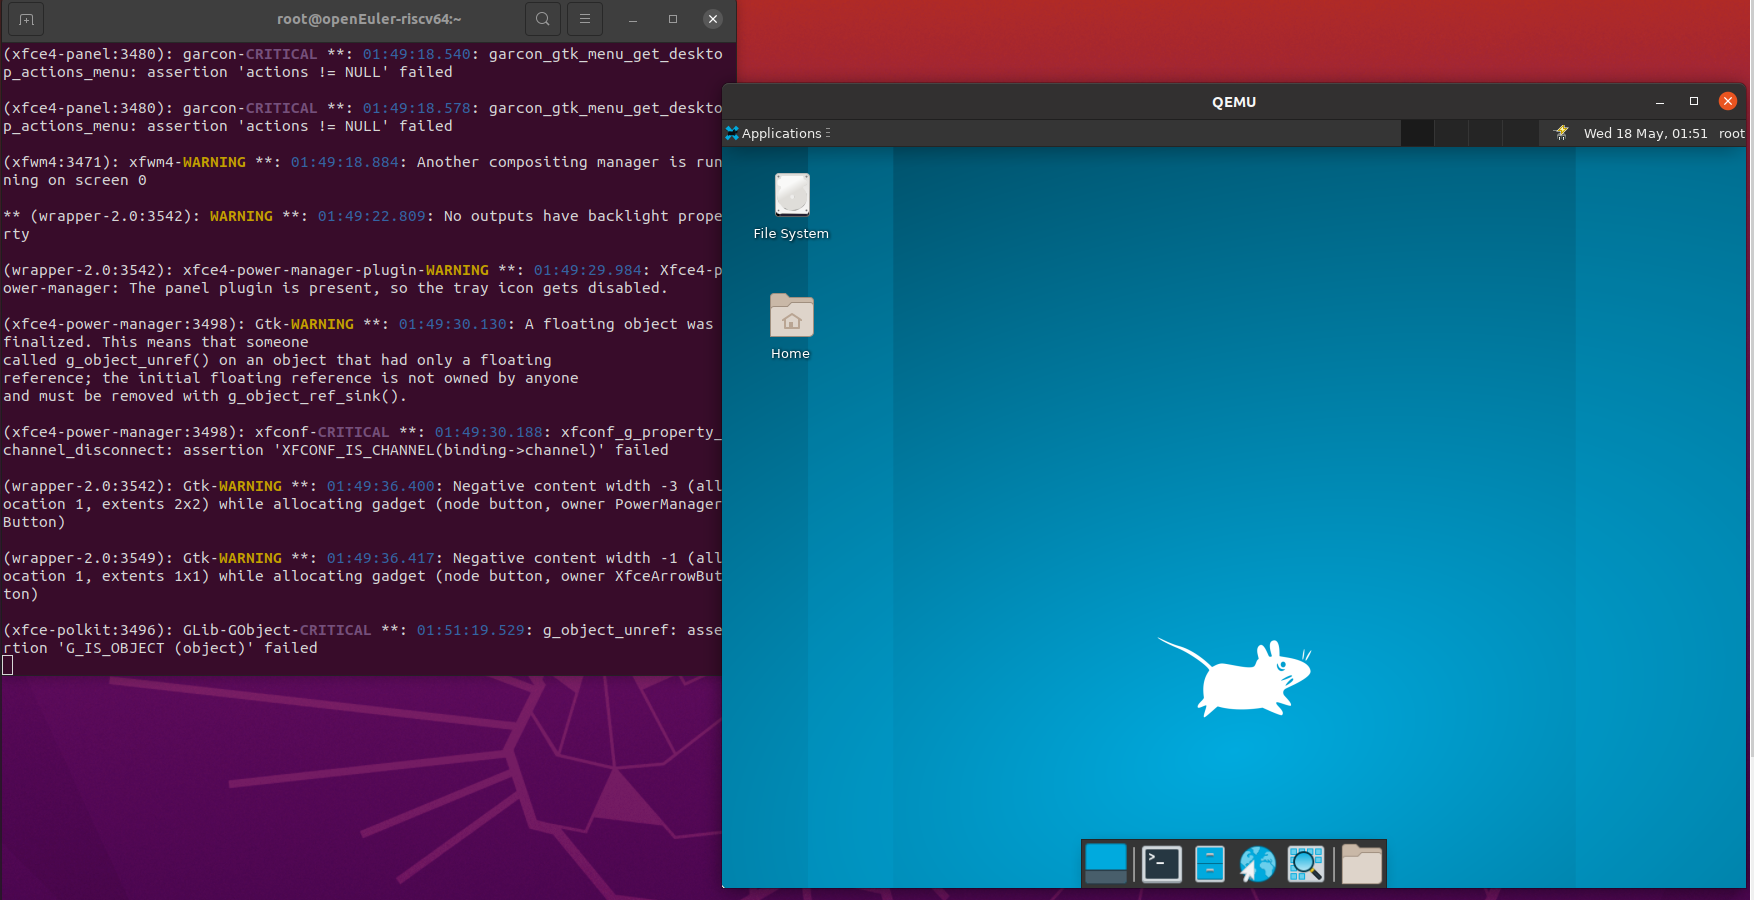 root@openEuler-riscv64:~
(xfce4-panel:3480): garcon-CRITICAL **: 01:49:18.540: garcon_gtk_menu_get_deskto
p_actions_menu: assertion 'actions != NULL' failed
(xfce4-panel:3480): garcon-CRITICAL **: 01:49:18.578: garcon_gtk_menu_get_deskto
p_actions_menu: assertion 'actions != NULL' failed
(xfwm4:3471): xfwm4-WARNING **: 01:49:18.884: Another compositing manager is run
ning on screen 0
** (wrapper-2.0:3542): WARNING **: 01:49:22.809: No outputs have backlight prope
rty
(wrapper-2.0:3542): xfce4-power-manager-plugin-WARNING **: 01:49:29.984: Xfce4-p
ower-manager: The panel plugin is present, so the tray icon gets disabled.
(xfce4-power-manager:3498): Gtk-WARNING **: 01:49:30.130: A floating object was
finalized. This means that someone
called g_object_unref() on an object that had only a floating
reference; the initial floating reference is not owned by anyone
and must be removed with g_object_ref_sink().
(xfce4-power-manager:3498): xfconf-CRITICAL **: 01:49:30.188: xfconf_g_property_
channel_disconnect: assertion 'XFCONF_IS_CHANNEL(binding->channel)' failed
(wrapper-2.0:3542): Gtk-WARNING **: 01:49:36.400: Negative content width -3 (all
ocation 1, extents 2x2) while allocating gadget (node button, owner PowerManager
Button)
(wrapper-2.0:3549): Gtk-WARNING **: 01:49:36.417: Negative content width -1 (all
ocation 1, extents 1x1) while allocating gadget (node button, owner XfceArrowBut
ton)
(xfce-polkit:3496): GLib-GObject-CRITICAL **: 01:51:19.529: g_object_unref: asse
rtion 'G_IS_OBJECT (object)' failed
QEMU
Applications
Wed 18 May, 01:51 root
File System
Home
>_